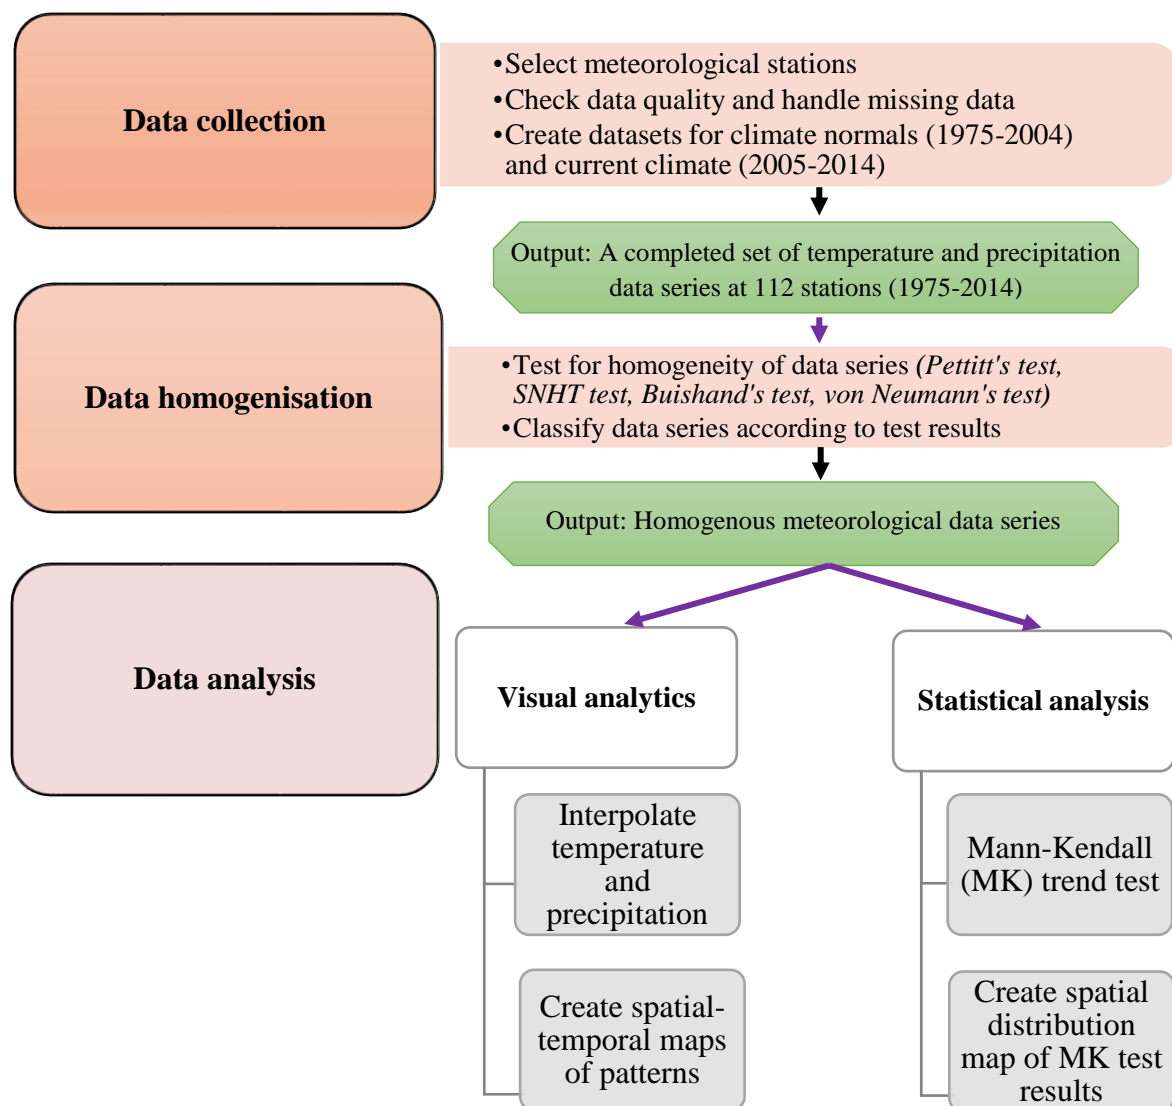 Data collection
•Select meteorological stations
•Check data quality and handle missing data
•Create datasets for climate normals (1975-2004)
and current climate (2005-2014)
Output: A completed set of temperature and precipitation
data series at 112 stations (1975-2014)
Data homogenisation
•Test for homogeneity of data series (Pettitt's test,
SNHT test, Buishand's test, von Neumann's test)
•Classify data series according to test results
Output: Homogenous meteorological data series
Data analysis
Visual analytics
Interpolate
temperature
and
precipitation
Create spatial-
temporal maps
of patterns
Statistical analysis
Mann-Kendall
(MK) trend test
Create spatial
distribution
map of MK test
results